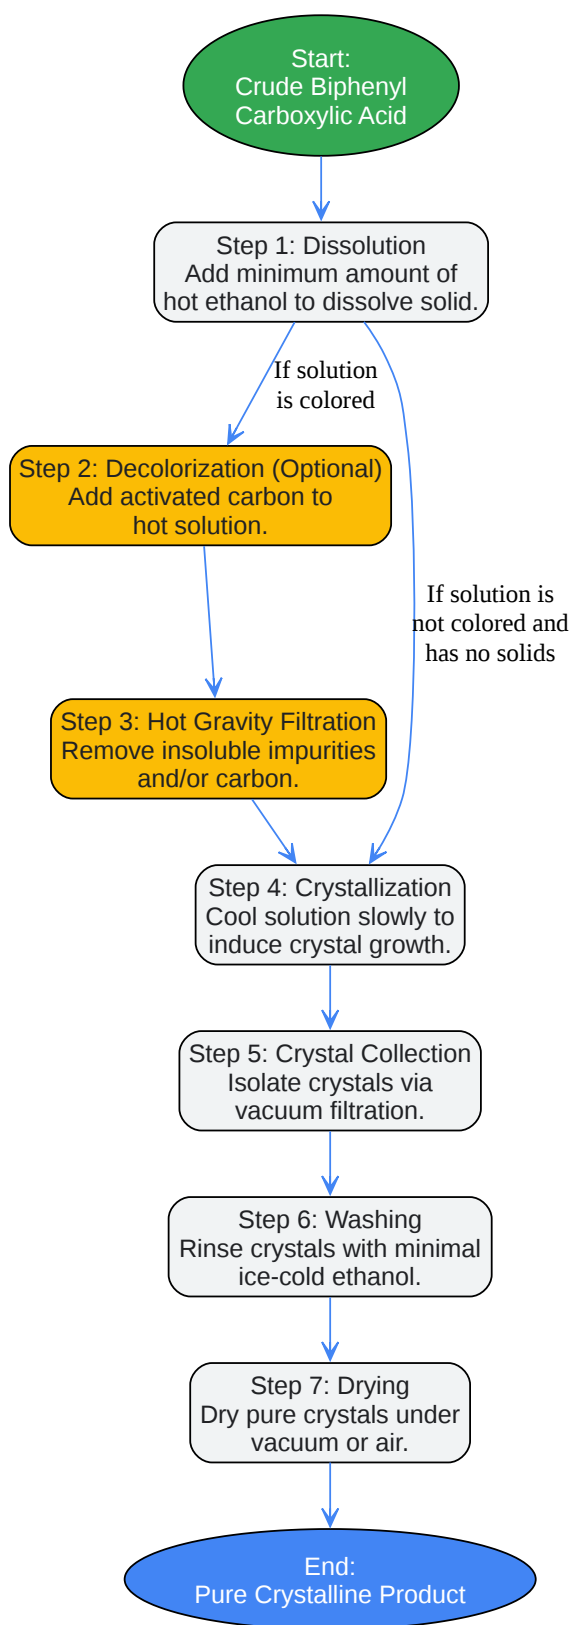 Start:
Crude Biphenyl
Carboxylic Acid
Step 1: Dissolution
Add minimum amount of
hot ethanol to dissolve solid.
If solution
is colored
Step 2: Decolorization (Optional)
Add activated carbon to
hot solution.
If solution is
not colored and
has no solids
Step 3: Hot Gravity Filtration
Remove insoluble impurities
and/or carbon.
Step 4: Crystallization
Cool solution slowly to
induce crystal growth.
Step 5: Crystal Collection
Isolate crystals via
vacuum filtration.
Step 6: Washing
Rinse crystals with minimal
ice-cold ethanol.
Step 7: Drying
Dry pure crystals under
vacuum or air.
End:
Pure Crystalline Product